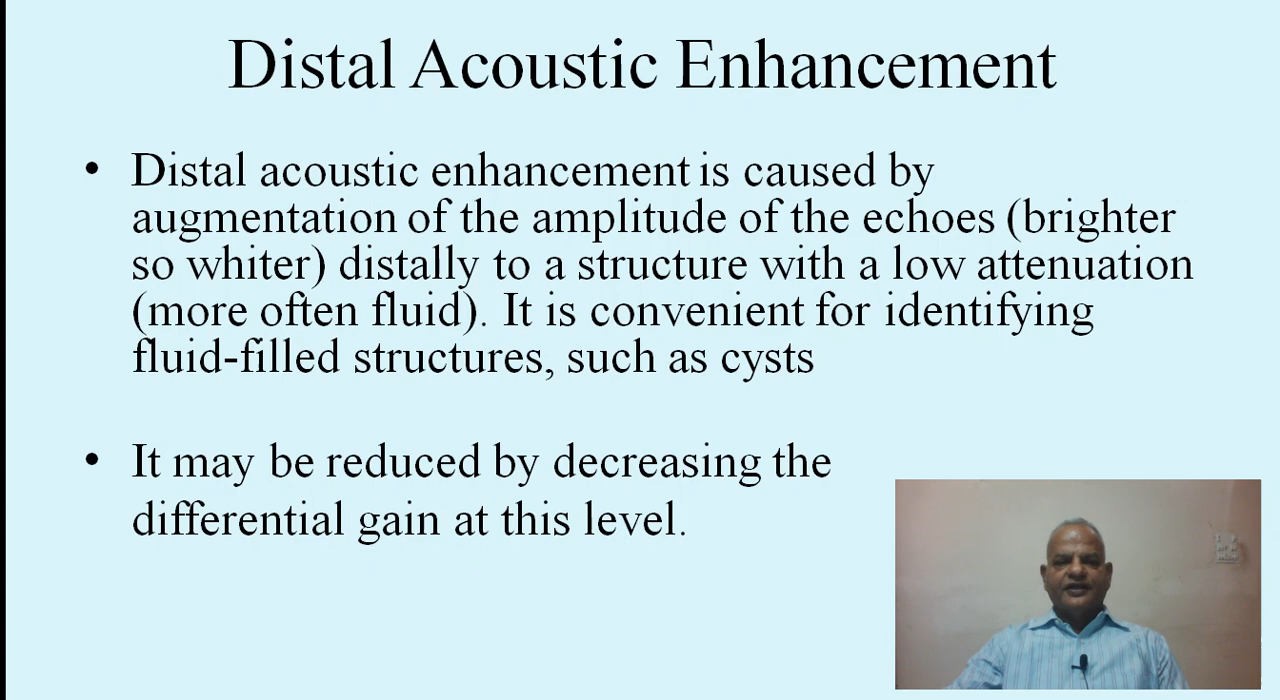 Distal Acoustic Enhancement
• Distal acoustic enhancement is caused by
augmentation of the amplitude of the echoes (brighter
so whiter) distally to a structure with a low attenuation
(more often fluid). It is convenient for identifying
fluid-filled structures, such as cysts
• It may be reduced by decreasing the
differential gain at this level.